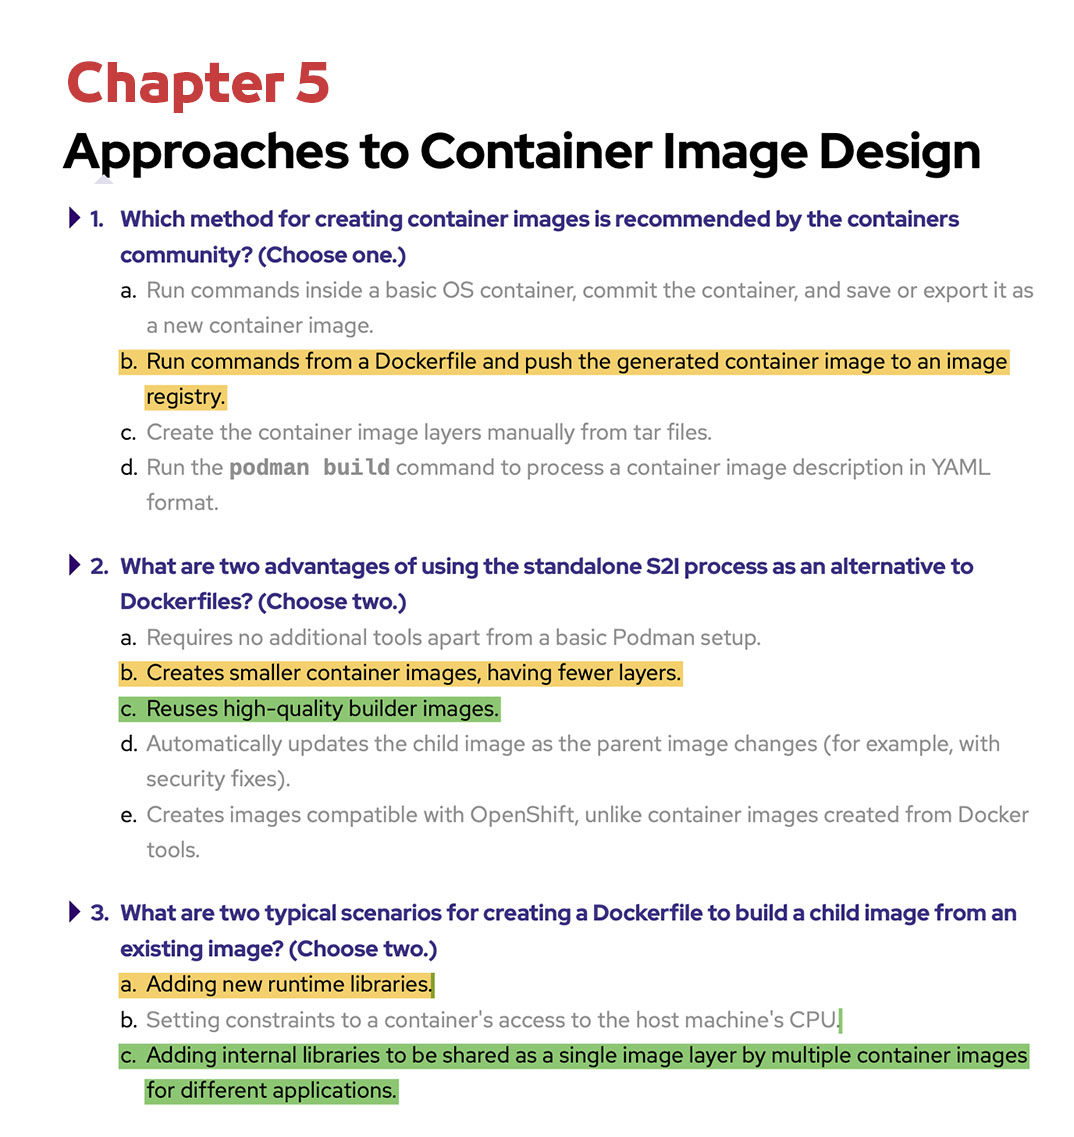 Chapter 5
Approaches to Container Image Design
1. Which method for creating container images is recommended by the containers
community? (Choose one.)
a. Run commands inside a basic OS container, commit the container, and save or export it as
a new container image.
b. Run commands from a Dockerfile and push the generated container image to an image
registry.
c. Create the container image layers manually from tar files.
d. Run the podman build command to process a container image description in YAML
format.
2. What are two advantages of using the standalone S2I process as an alternative to
Dockerfiles? (Choose two.)
a. Requires no additional tools apart from a basic Podman setup.
b. Creates smaller container images, having fewer layers.
c. Reuses high-quality builder images.
d. Automatically updates the child image as the parent image changes (for example, with
security fixes).
e. Creates images compatible with OpenShift, unlike container images created from Docker
tools.
3. What are two typical scenarios for creating a Dockerfile to build a child image from an
existing image? (Choose two.)
a. Adding new runtime libraries.
b. Setting constraints to a container's access to the host machine's CPU.
c. Adding internal libraries to be shared as a single image layer by multiple container images
for different applications.